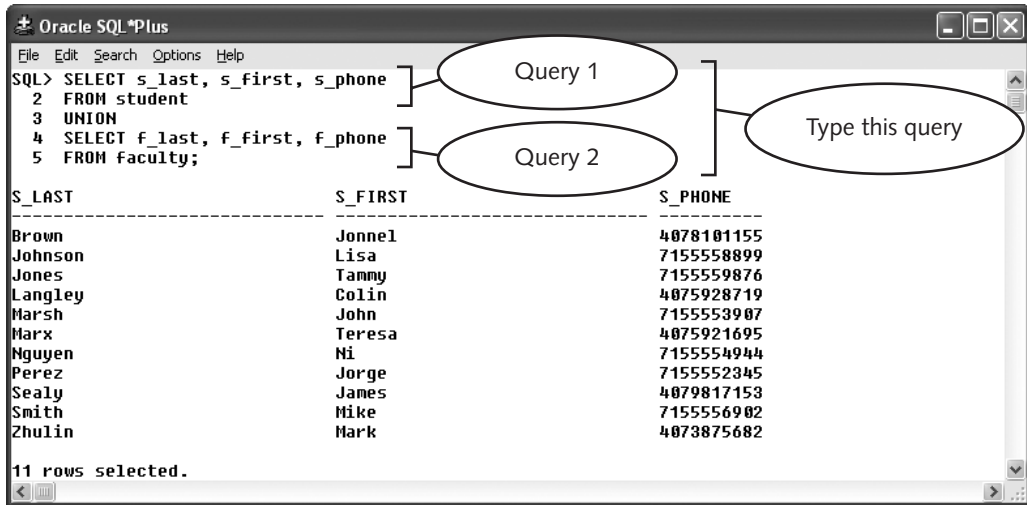 Oracle SQL*Plus
File Edit Search Options Help
SQL> SELECT s_last, s_first, s_phone
2 FROM student
3 UNION
4 SELECT f_last, f_first, f_phone
5 FROM faculty;
Query 1
Query 2
Type this query
S_LAST S_FIRST S_PHONE
------------------------------ ------------------------------ ----------
Brown Jonnel 4078101155
Johnson Lisa 7155558899
Jones Tammy 7155559876
Langley Colin 4075928719
Marsh John 7155553907
Marx Teresa 4075921695
Nguyen Ni 7155554944
Perez Jorge 7155552345
Sealy James 4079817153
Smith Mike 7155556902
Zhulin Mark 4073875682
11 rows selected.